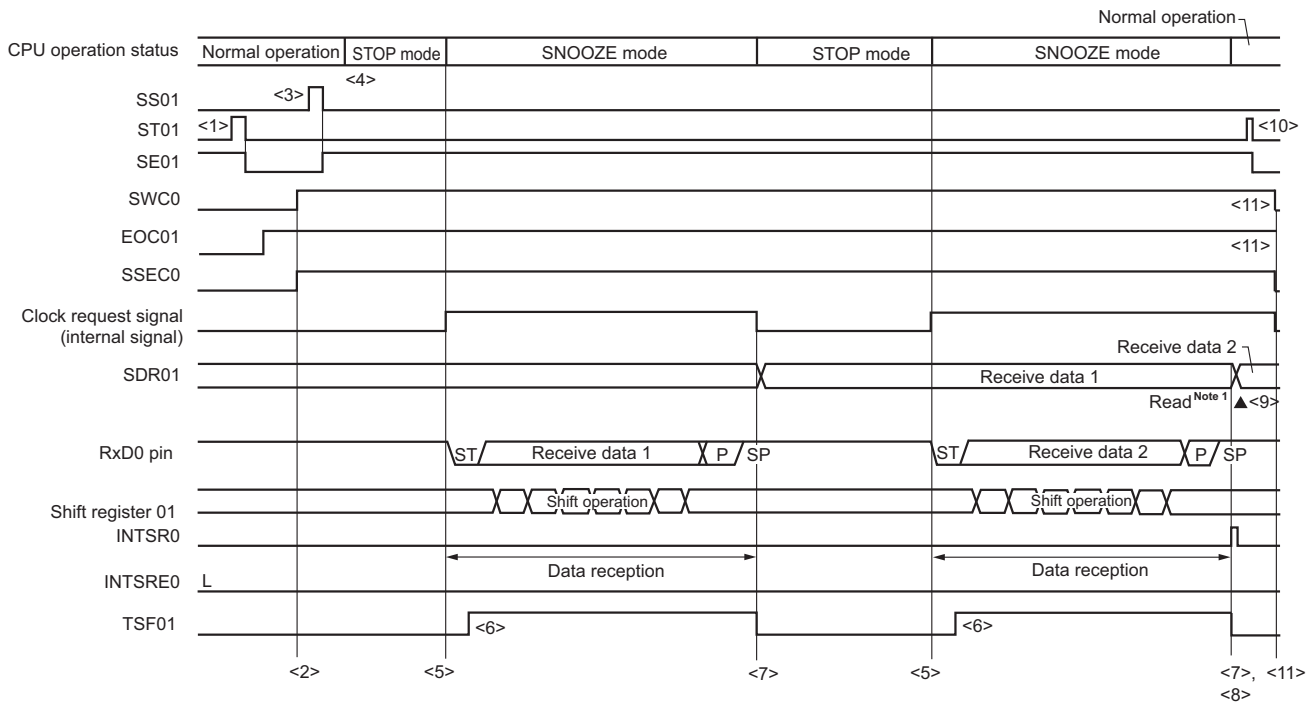 Normal operation
CPU operation status Normal operation STOP mode SNOOZE mode STOP mode SNOOZE mode
<4>
SS01 <3>
ST01 <1> <10>
SE01
SWC0 <11>
EOC01 <11>
SSEC0
Clock request signal
(internal signal)
Receive data 2
SDR01 Receive data 1
Read Note 1 ▲<9>
RxD0 pin ST Receive data 1 P SP ST Receive data 2 P SP
Shift register 01 Shift operation Shift operation
INTSR0
Data reception Data reception
INTSRE0 L
TSF01 <6> <6>
<2> <5> <7> <5> <7>, <11>
<8>